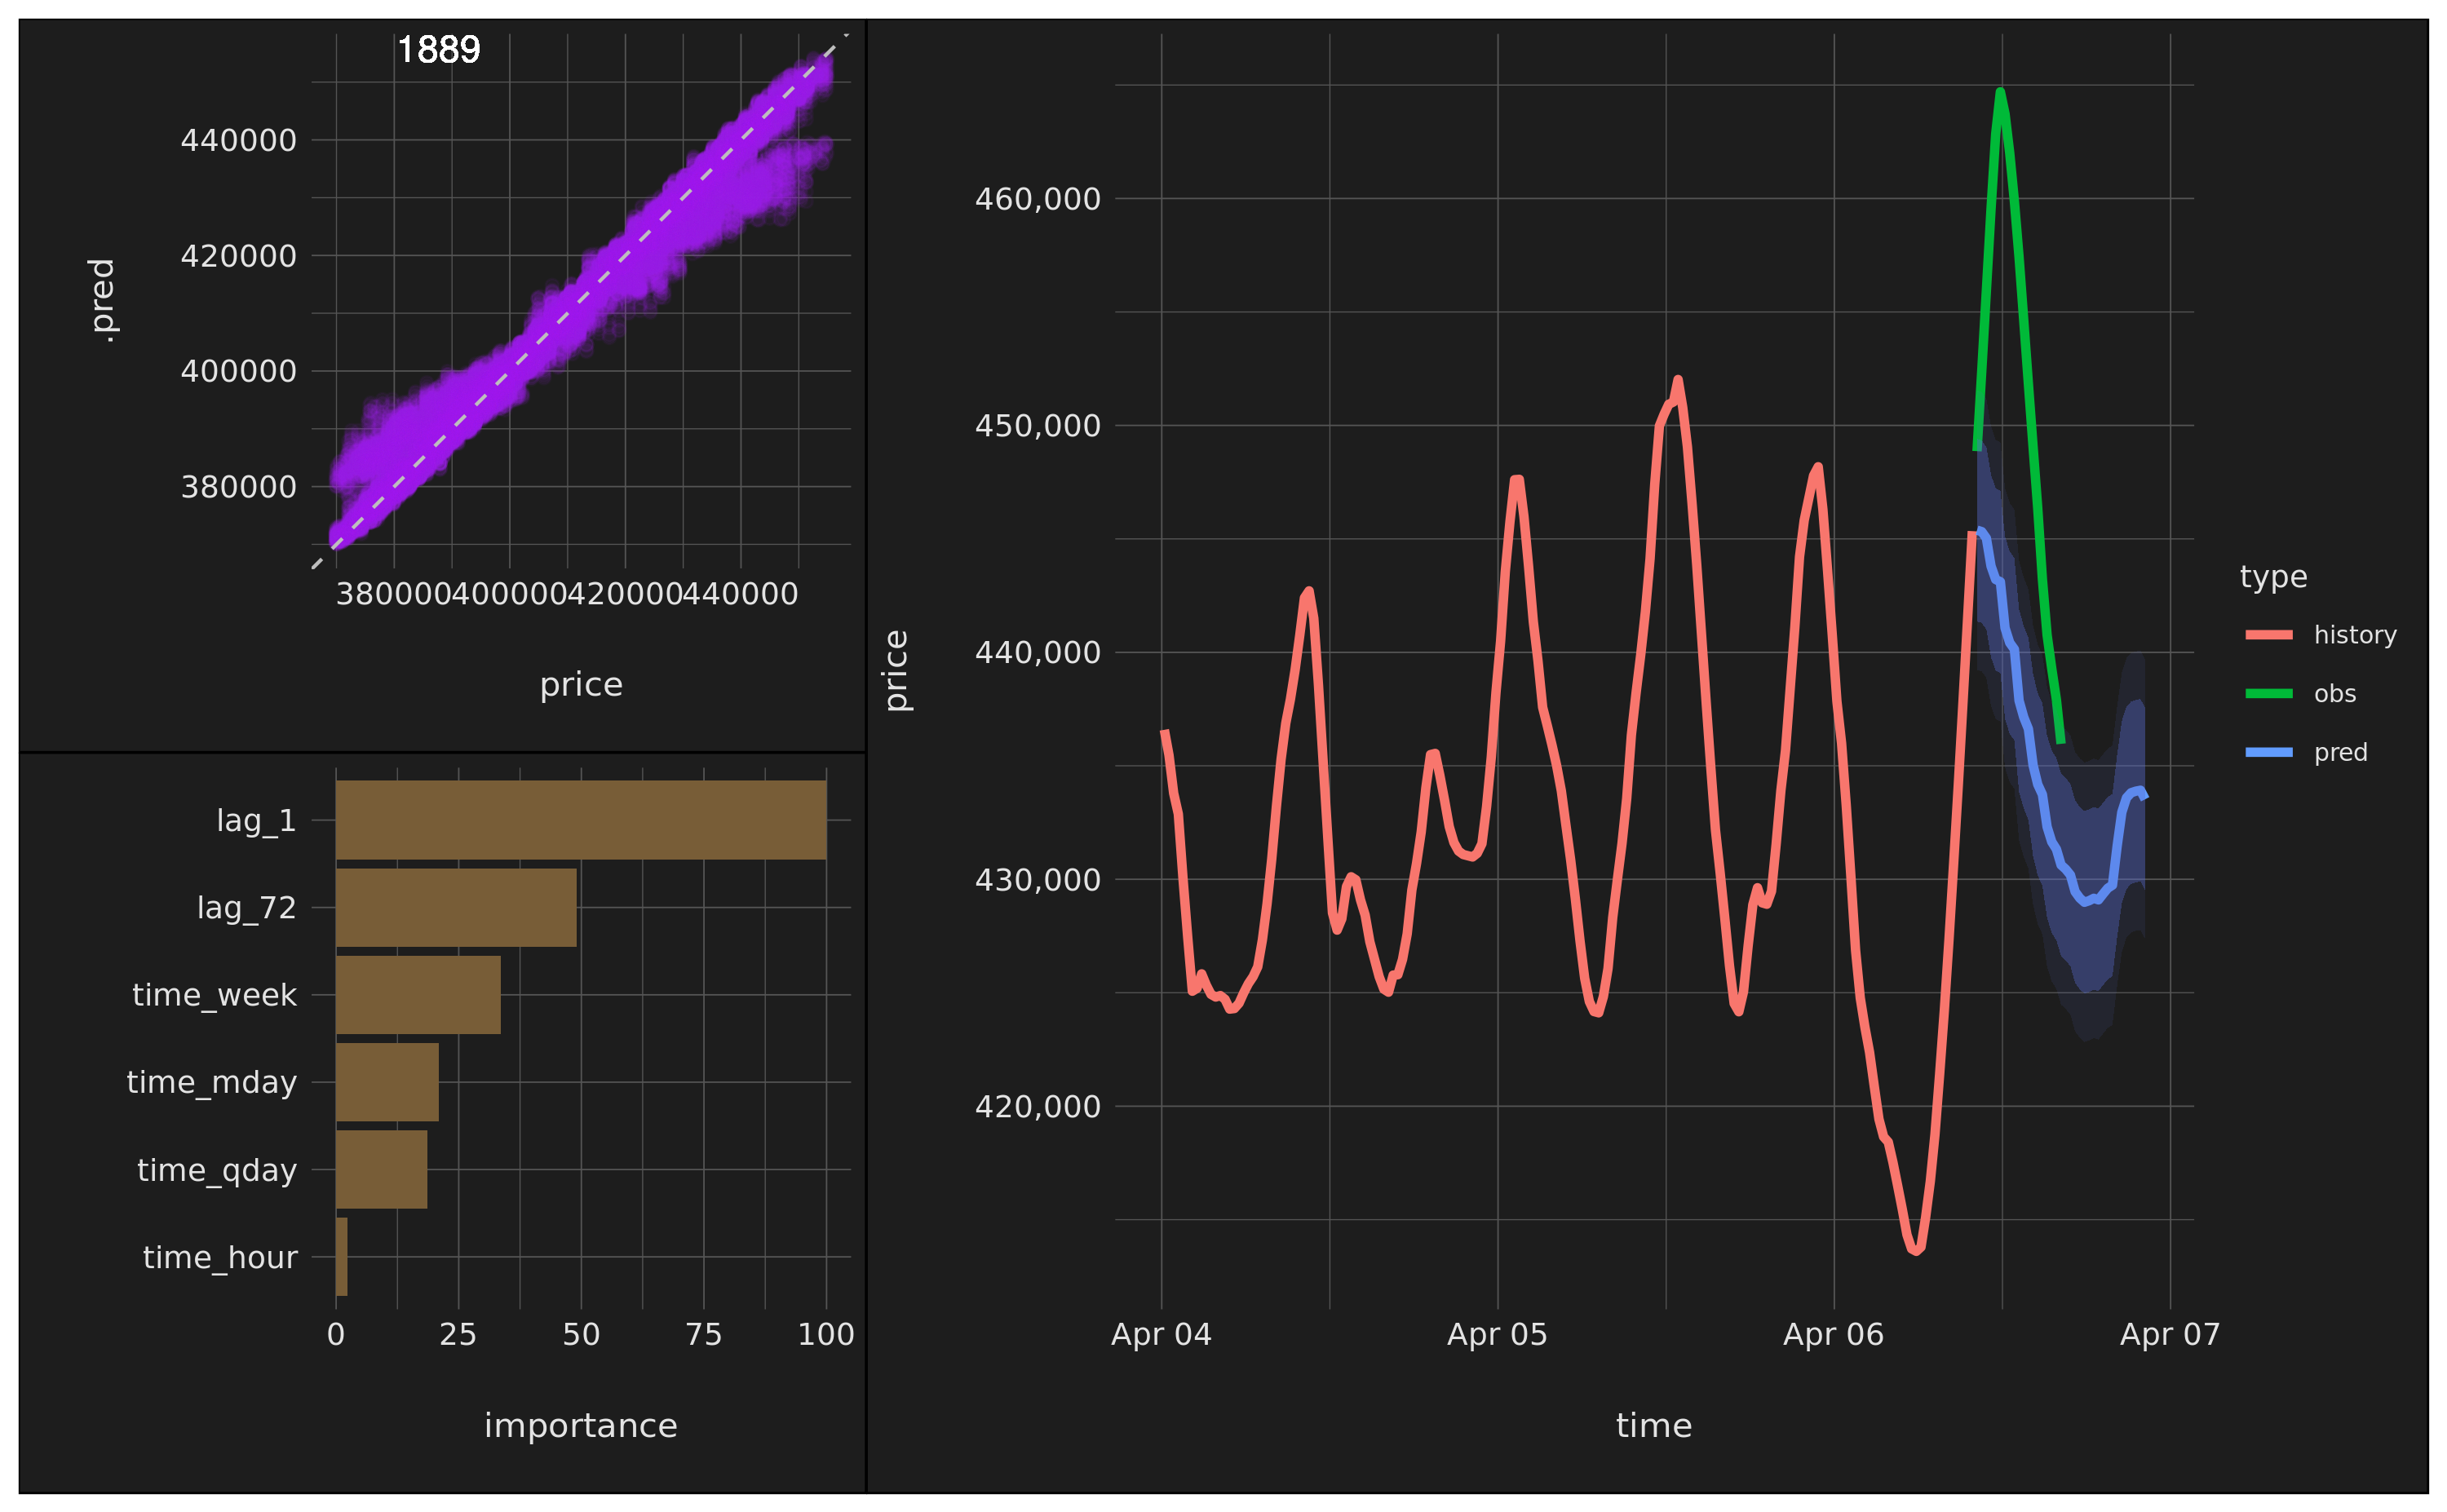 1889
440000
420000
400000
380000
.pred
380000400000420000440000
price
lag_1
lag_72
time_week
time_mday
time_qday
time_hour
0 25 50 75 100
importance
460,000
450,000
440,000
430,000
420,000
price
Apr 04 Apr 05 Apr 06 Apr 07
time
type
history
obs
pred